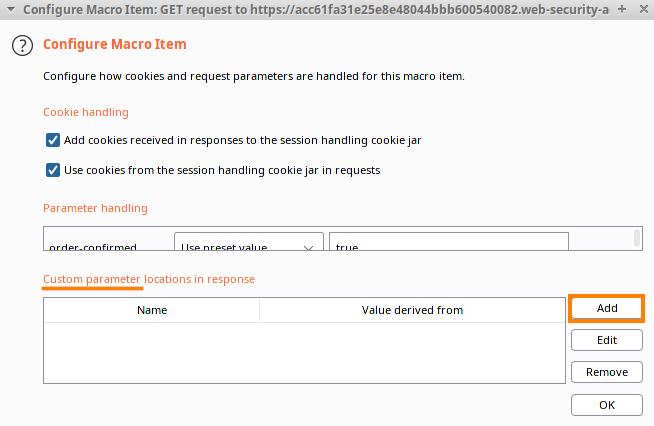 Configure Macro Item: GET request to https://acc61fa31e25e8e48044bbb600540082.web-security-a
Configure Macro Item
Configure how cookies and request parameters are handled for this macro item.
Cookie handling
Add cookies received in responses to the session handling cookie jar
Use cookies from the session handling cookie jar in requests
Parameter handling
order-confirmed Use preset value true
Custom parameter locations in response
Name Value derived from
Add
Edit
Remove
OK